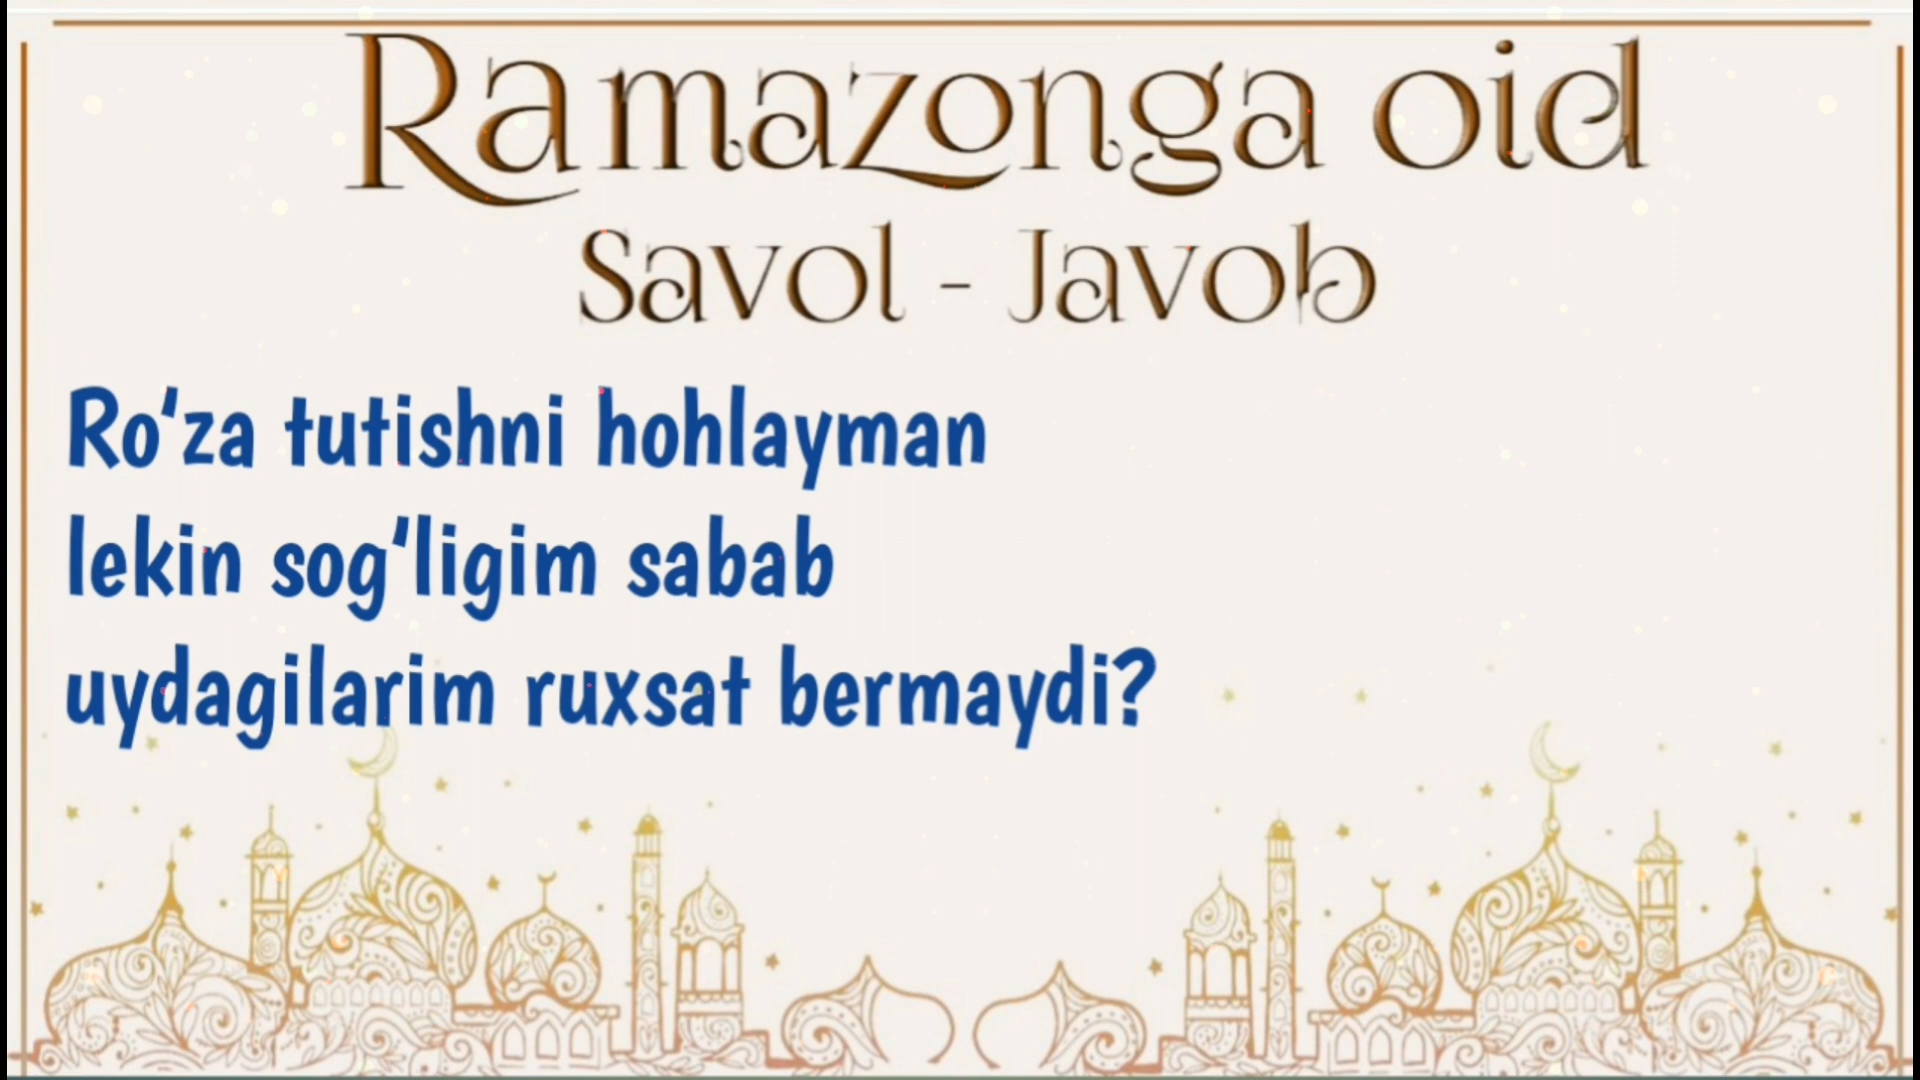 Ramazonga oid
Savol - Javob
Ro‘za tutishni hohlayman
lekin sog‘ligim sabab
uydagilarim ruxsat bermaydi?